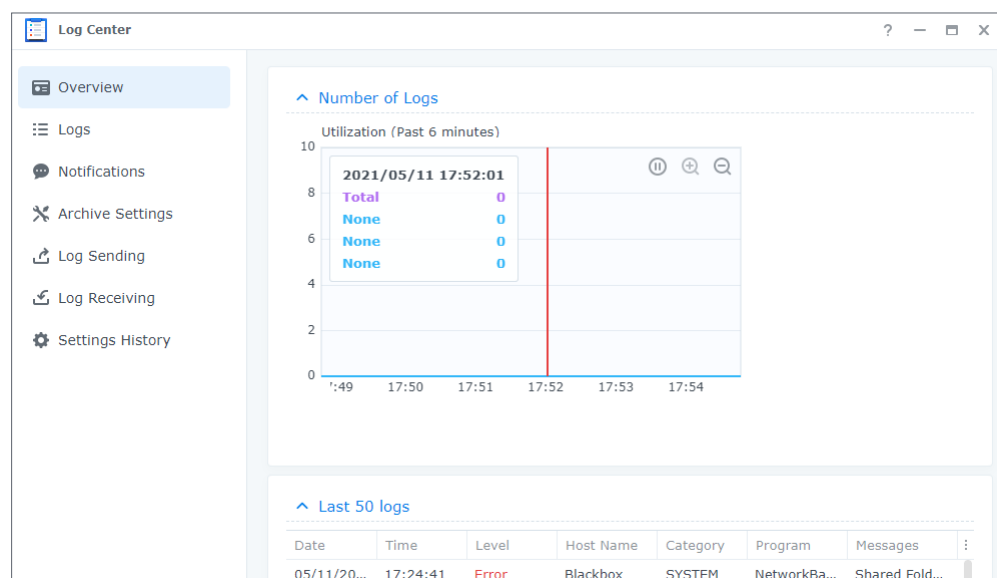 Log Center
?
Overview
Logs
Notifications
Archive Settings
Log Sending
Log Receiving
Settings History
Number of Logs
Utilization (Past 6 minutes)
10
8
6
4
2
0
2021/05/11 17:52:01
Total 0
None 0
None 0
None 0
':49 17:50 17:51 17:52 17:53 17:54
Last 50 logs
Date Time Level Host Name Category Program Messages
05/11/20... 17:24:41 Error Blackbox SYSTEM NetworkBa... Shared Fold...